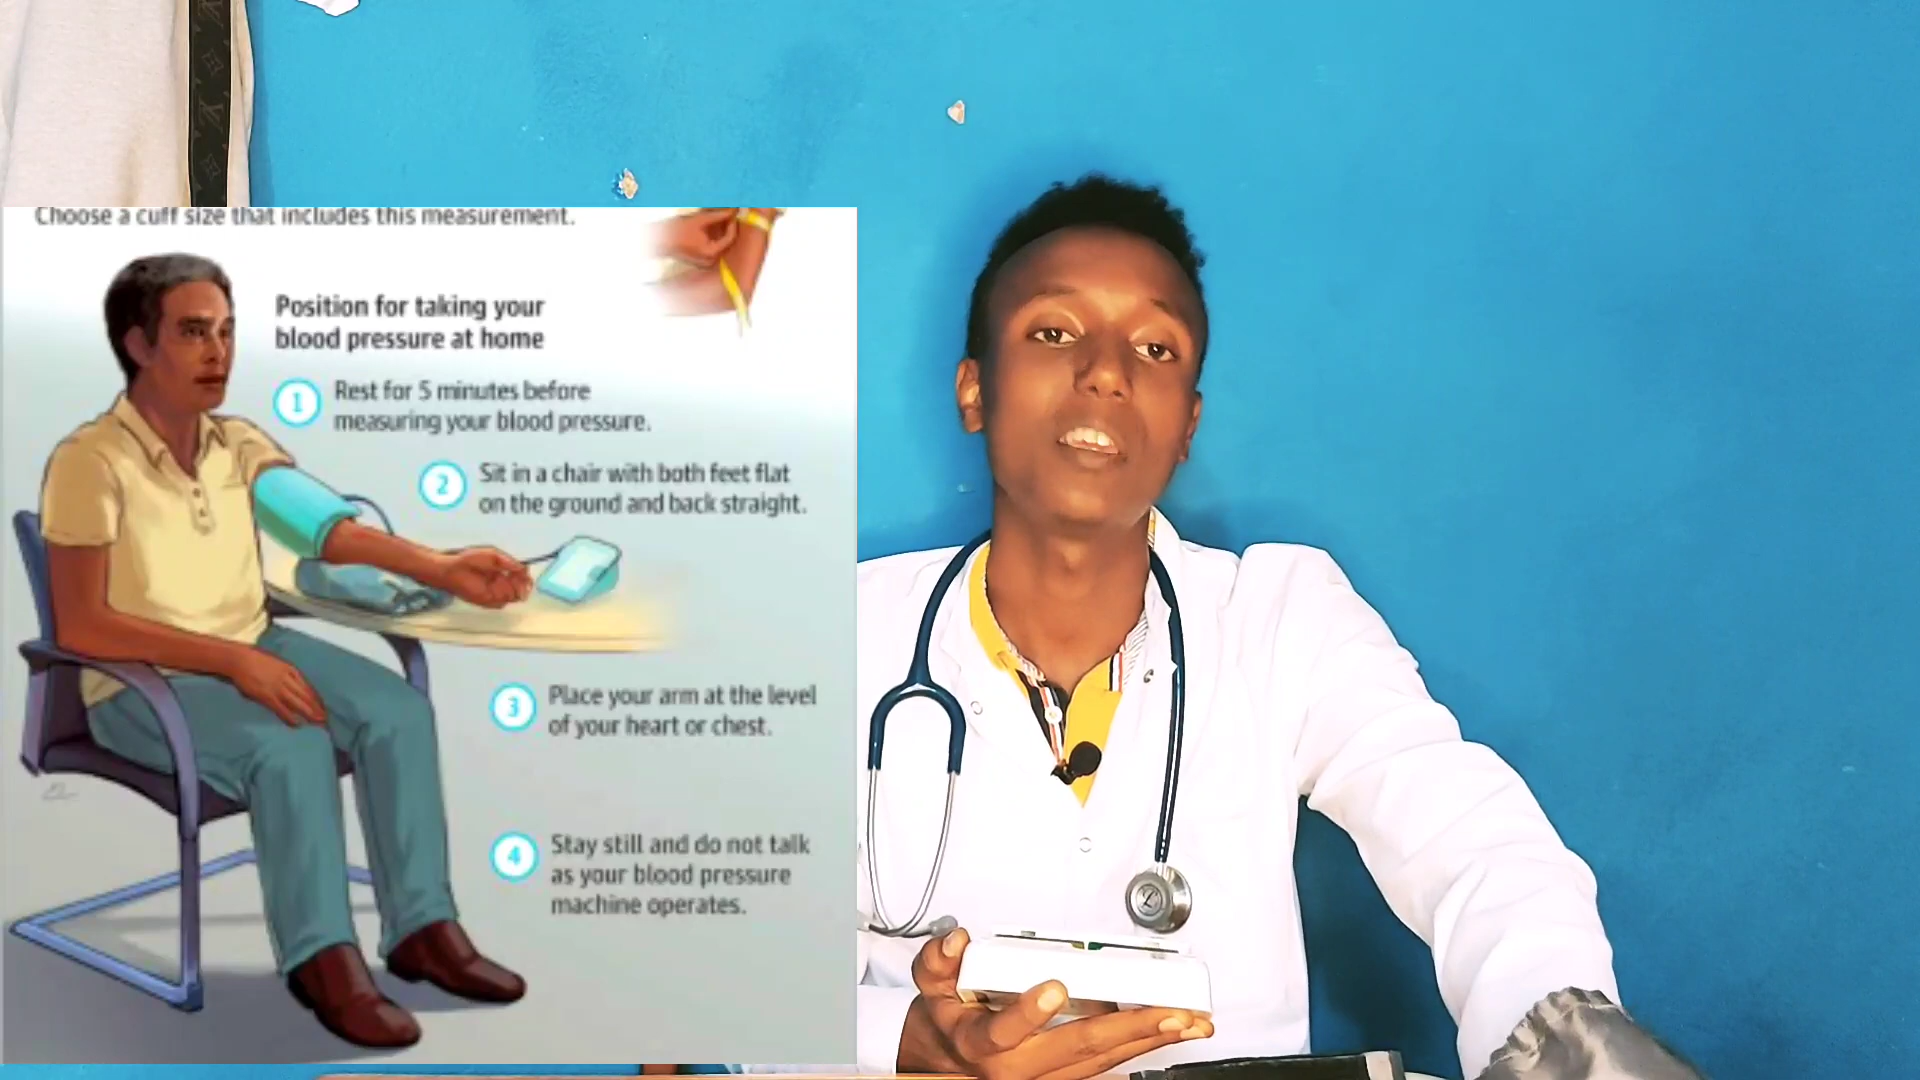 Choose a cuff size that includes this measurement.
Position for taking your
blood pressure at home
1 Rest for 5 minutes before
measuring your blood pressure.
2 Sit in a chair with both feet flat
on the ground and back straight.
3 Place your arm at the level
of your heart or chest.
4 Stay still and do not talk
as your blood pressure
machine operates.